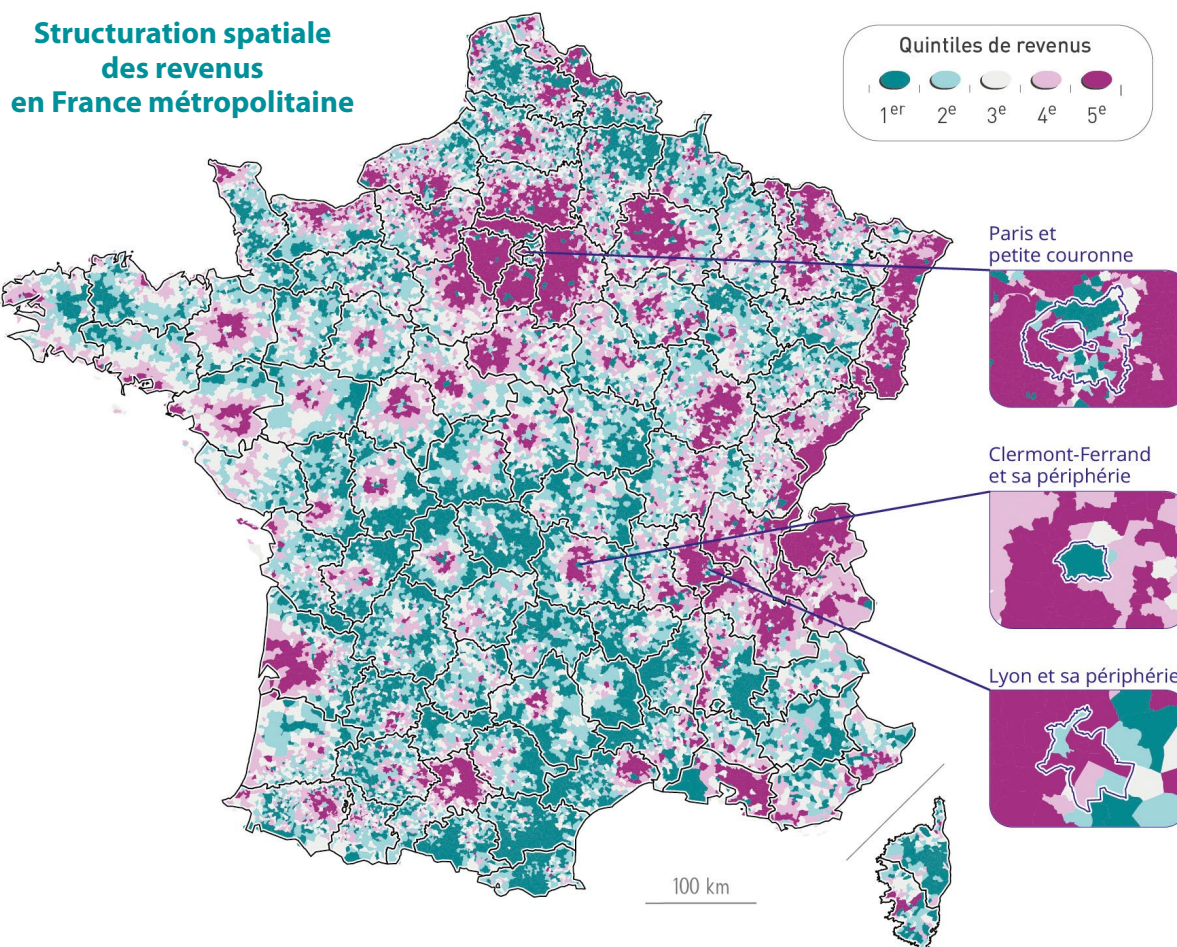 Structuration spatiale
des revenus
en France métropolitaine
Quintiles de revenus
1er 2e 3e 4e 5e
Paris et
petite couronne
Clermont-Ferrand
et sa périphérie
Lyon et sa périphérie
100 km